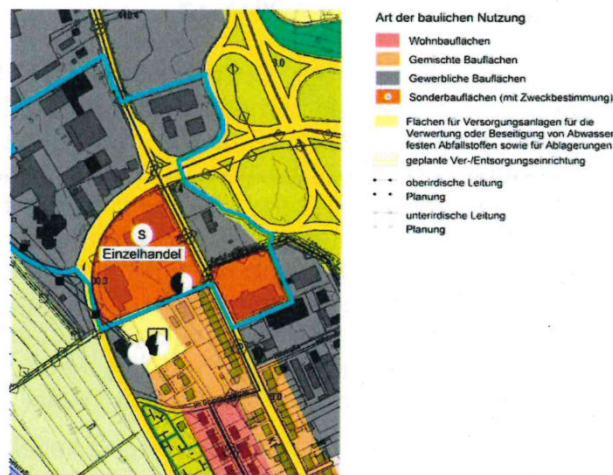 Art der baulichen Nutzung
Wohnbauflächen
Gemischte Bauflächen
Gewerbliche Bauflächen
S Sonderbauflächen (mit Zweckbestimmung)
Flächen für Versorgungsanlagen für die
Verwertung oder Beseitigung von Abwasser
festen Abfallstoffen sowie für Ablagerungen
geplante Ver-/Entsorgungseinrichtung
oberirdische Leitung
Planung
unterirdische Leitung
Planung
S
Einzelhandel